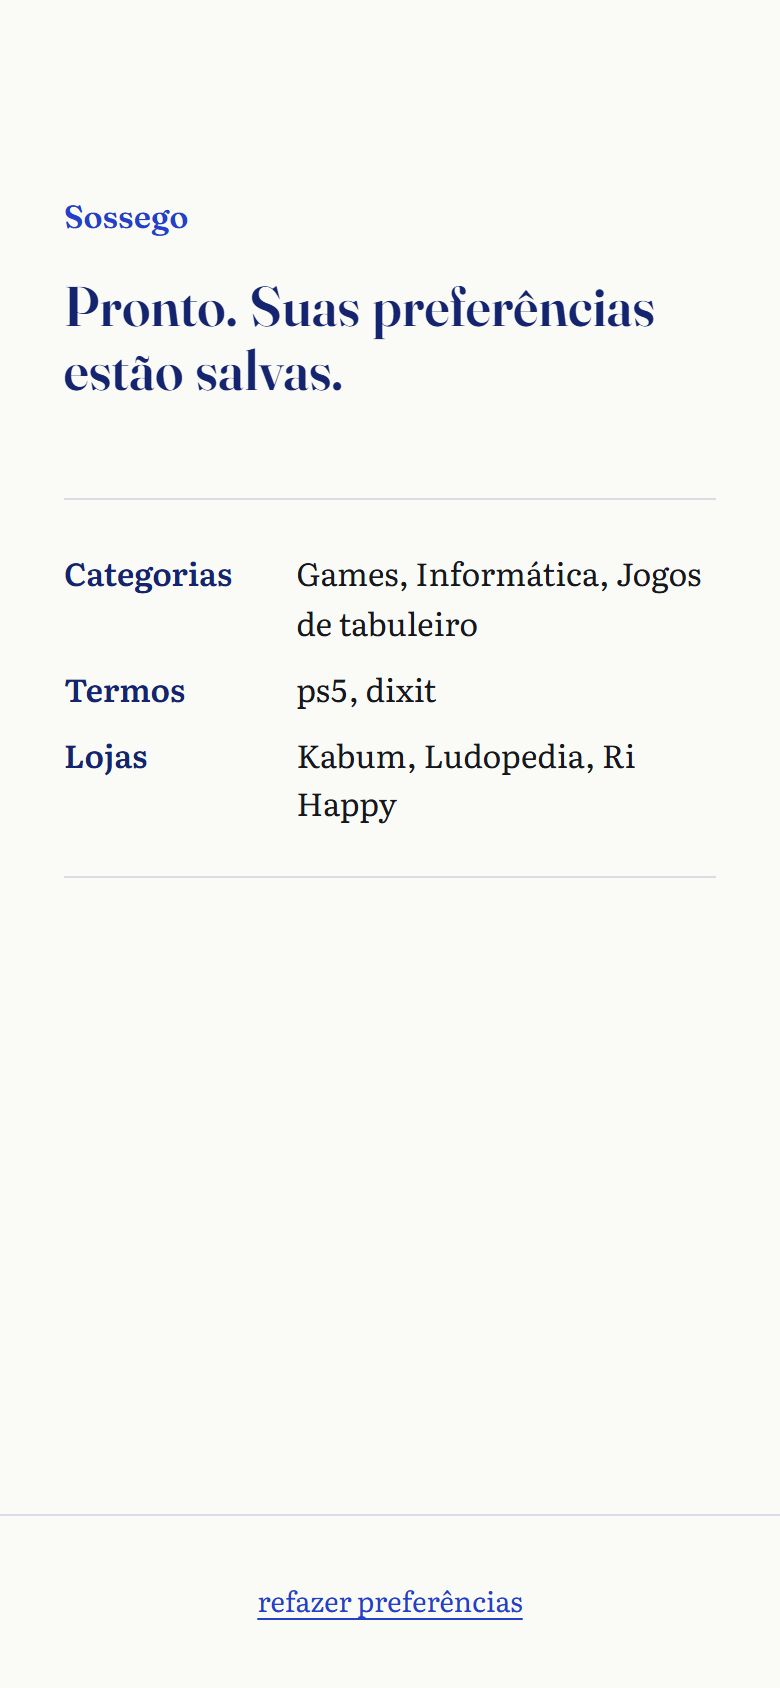 Sossego
Pronto. Suas preferências
estão salvas.
Categorias Games, Informática, Jogos
de tabuleiro
Termos ps5, dixit
Lojas Kabum, Ludopedia, Ri
Happy
refazer preferências